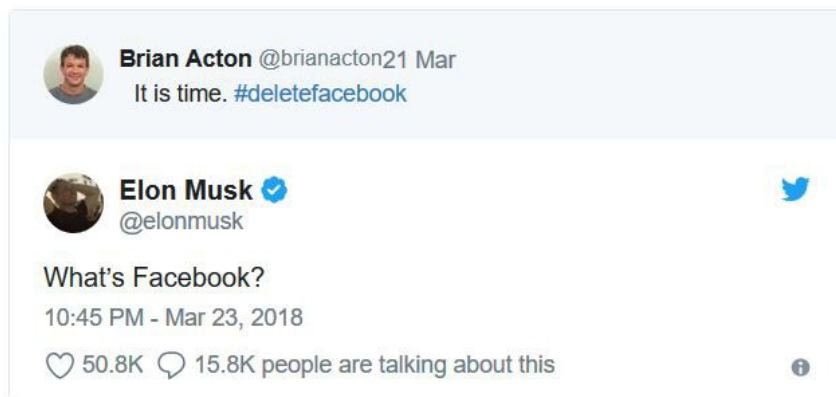 Brian Acton @brianacton21 Mar
It is time. #deletefacebook
Elon Musk
@elonmusk
What's Facebook?
10:45 PM - Mar 23, 2018
50.8K 15.8K people are talking about this